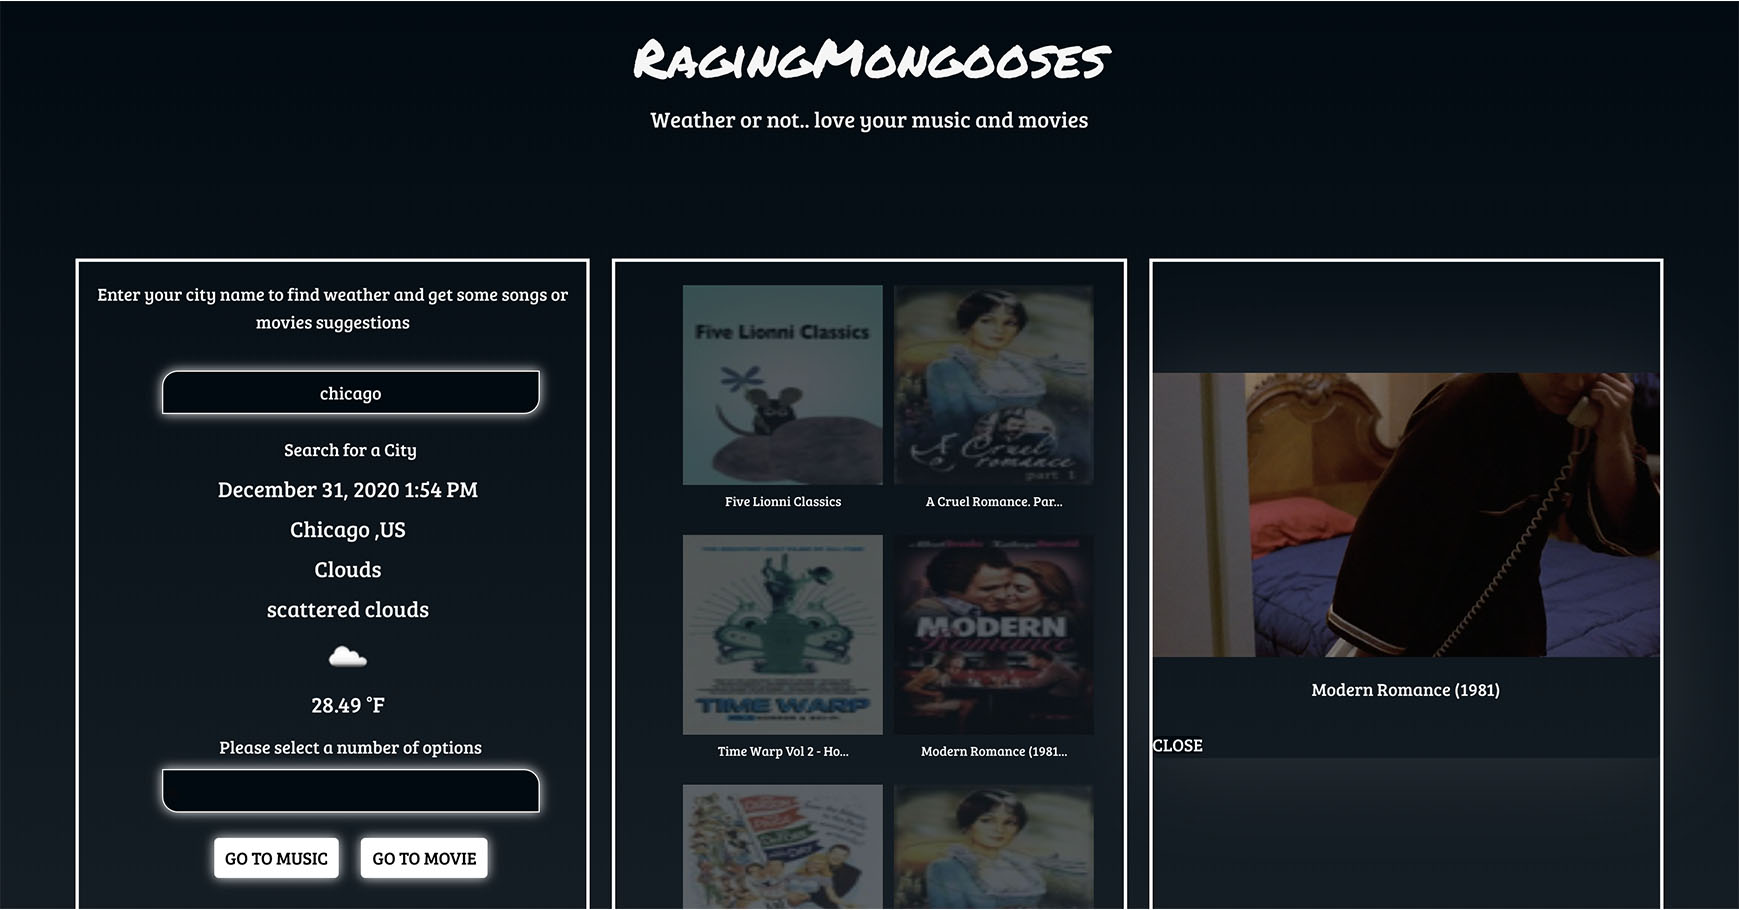 RagingMongooses
Weather or not.. love your music and movies
Enter your city name to find weather and get some songs or
movies suggestions
chicago
Search for a City
December 31, 2020 1:54 PM
Chicago ,US
Clouds
scattered clouds
28.49 °F
Please select a number of options
GO TO MUSIC
GO TO MOVIE
Five Lionni Classics
Five Lionni Classics
A Cruel
romance
part 1
A Cruel Romance. Par...
TIME WARP
Time Warp Vol 2 - Ho...
MODERN
Romance
Modern Romance (1981...
Modern Romance (1981)
CLOSE